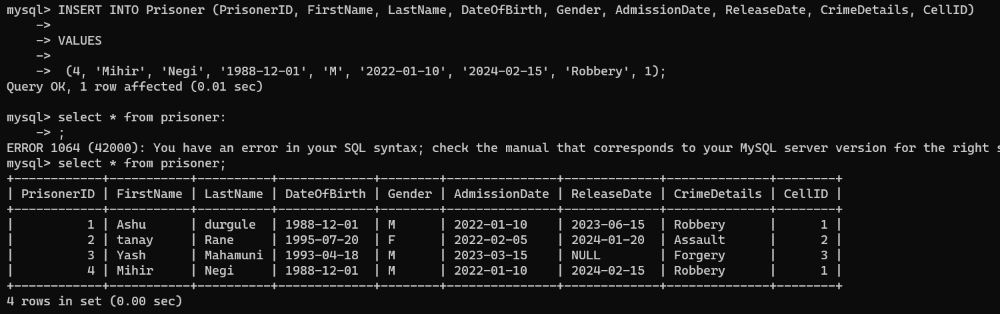 mysql> INSERT INTO Prisoner (PrisonerID, FirstName, LastName, DateOfBirth, Gender, AdmissionDate, ReleaseDate, CrimeDetails, CellID)
    ->
    -> VALUES
    ->
    ->  (4, 'Mihir', 'Negi', '1988-12-01', 'M', '2022-01-10', '2024-02-15', 'Robbery', 1);
Query OK, 1 row affected (0.01 sec)

mysql> select * from prisoner:
    -> ;
ERROR 1064 (42000): You have an error in your SQL syntax; check the manual that corresponds to your MySQL server version for the right
mysql> select * from prisoner;
+------------+-----------+----------+-------------+--------+---------------+-------------+--------------+--------+
| PrisonerID | FirstName | LastName | DateOfBirth | Gender | AdmissionDate | ReleaseDate | CrimeDetails | CellID |
+------------+-----------+----------+-------------+--------+---------------+-------------+--------------+--------+
|          1 | Ashu      | durgule  | 1988-12-01  | M      | 2022-01-10    | 2023-06-15  | Robbery      |      1 |
|          2 | tanay     | Rane     | 1995-07-20  | F      | 2022-02-05    | 2024-01-20  | Assault      |      2 |
|          3 | Yash      | Mahamuni | 1993-04-18  | M      | 2023-03-15    | NULL        | Forgery      |      3 |
|          4 | Mihir     | Negi     | 1988-12-01  | M      | 2022-01-10    | 2024-02-15  | Robbery      |      1 |
+------------+-----------+----------+-------------+--------+---------------+-------------+--------------+--------+
4 rows in set (0.00 sec)